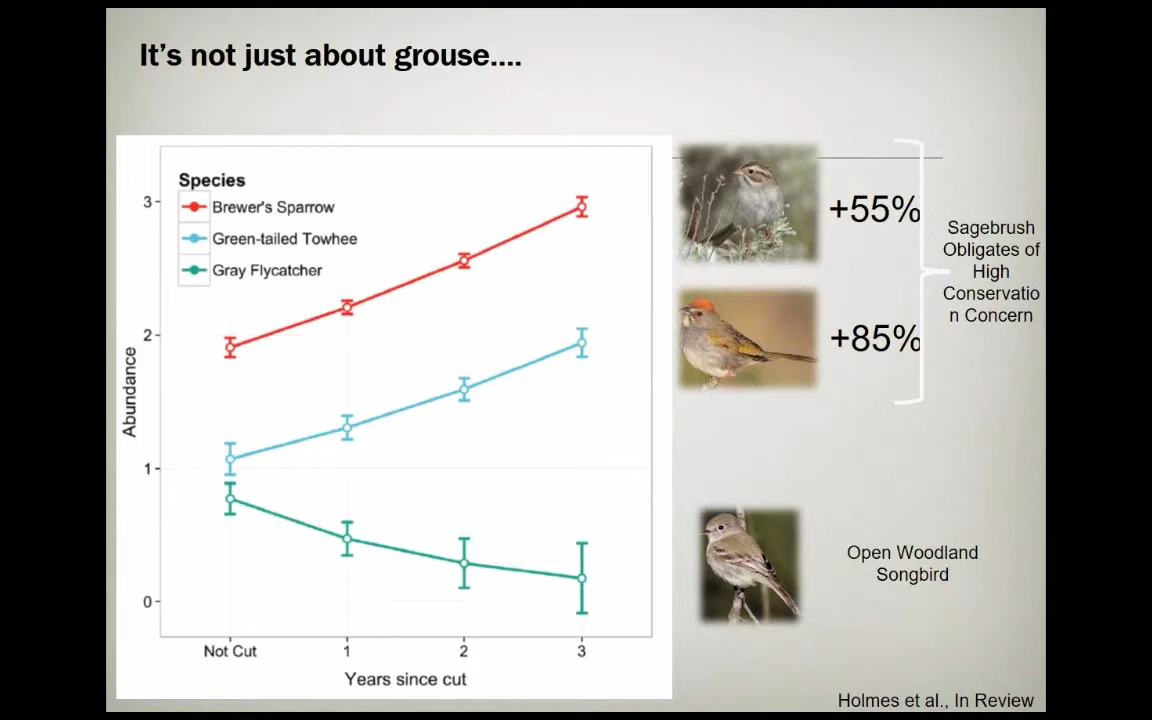 It's not just about grouse....
Species
Brewer's Sparrow
Green-tailed Towhee
Gray Flycatcher
3
2
1
0
Abundance
Not Cut 1 2 3
Years since cut
+55%
+85%
Sagebrush
Obligates of
High
Conservatio
n Concern
Open Woodland
Songbird
Holmes et al., In Review